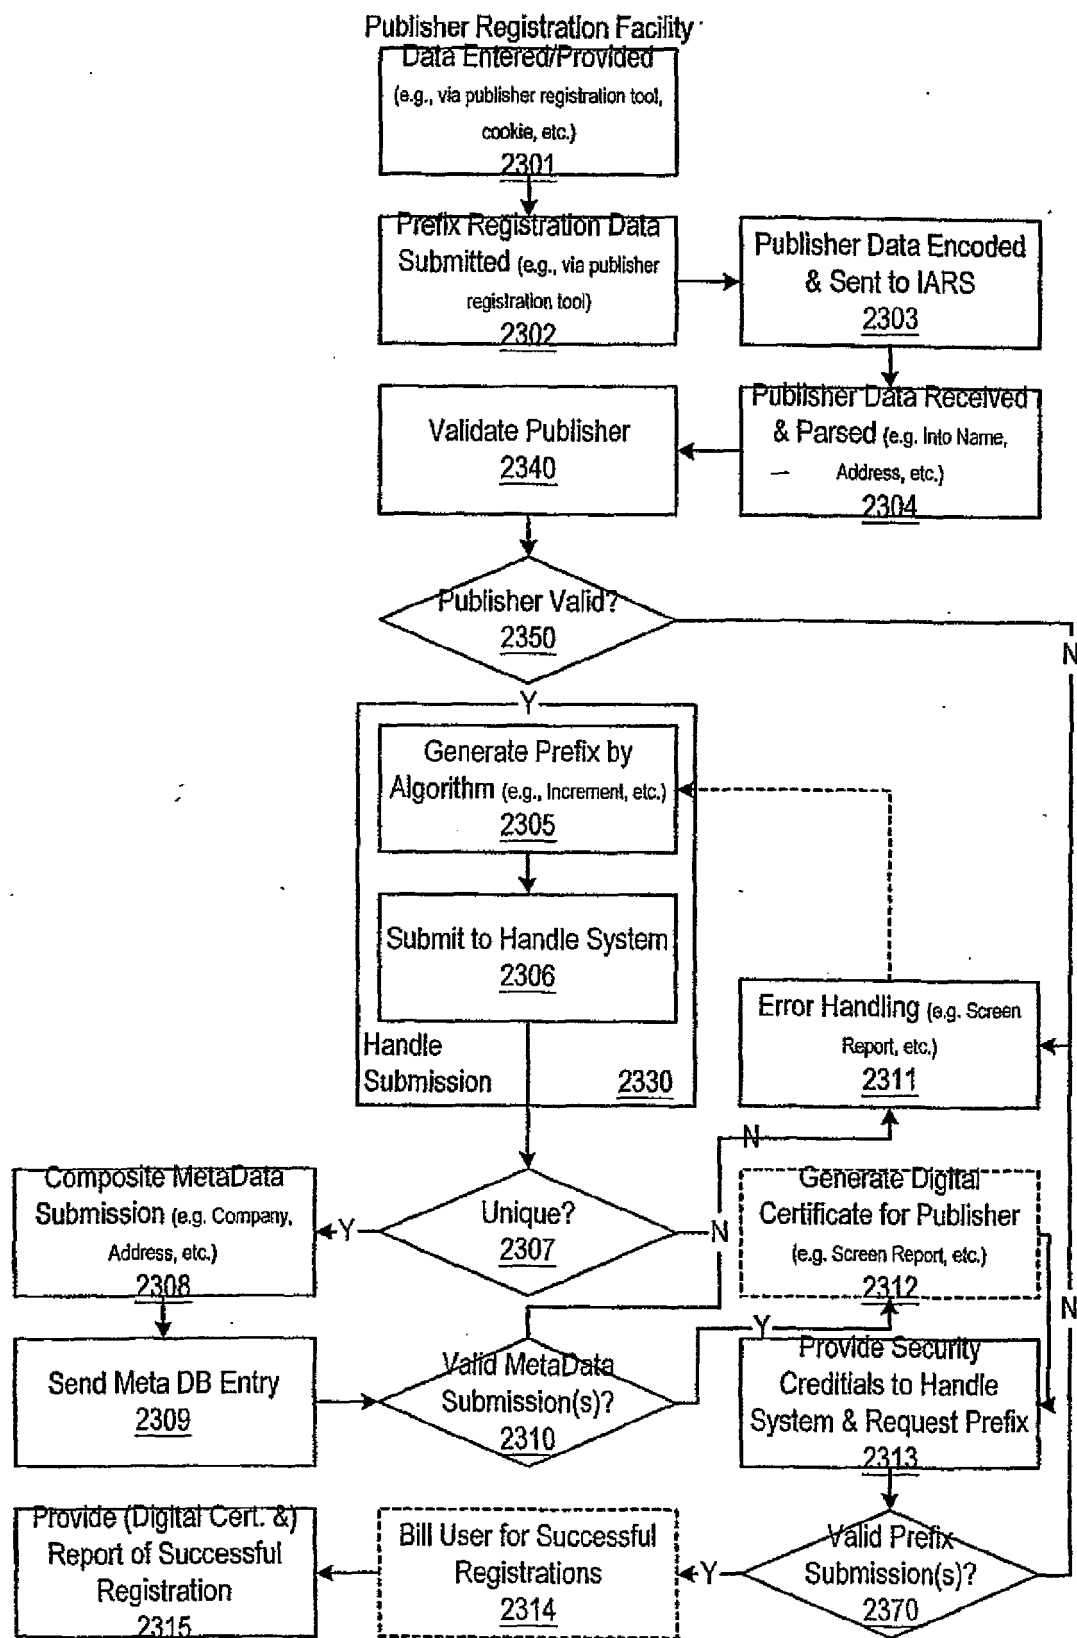 Publisher Registration Facility
Data Entered/Provided
(e.g., via publisher registration tool,
cookie, etc.)
2301
Prefix Registration Data
Submitted (e.g., via publisher
registration tool)
2302
Publisher Data Encoded
& Sent to IARS
2303
Publisher Data Received
& Parsed (e.g. Into Name,
Address, etc.)
2304
Validate Publisher
2340
Publisher Valid?
2350
N
Y
Generate Prefix by
Algorithm (e.g., Increment, etc.)
2305
Submit to Handle System
2306
Handle
Submission 2330
Error Handling (e.g. Screen
Report, etc.)
2311
N
Unique?
2307
Y
N
Composite MetaData
Submission (e.g. Company,
Address, etc.)
2308
Generate Digital
Certificate for Publisher
(e.g. Screen Report, etc.)
2312
Send Meta DB Entry
2309
Valid MetaData
Submission(s)?
2310
Y
N
Provide Security
Creditials to Handle
System & Request Prefix
2313
Valid Prefix
Submission(s)?
2370
Y
Bill User for Successful
Registrations
2314
Provide (Digital Cert. &)
Report of Successful
Registration
2315